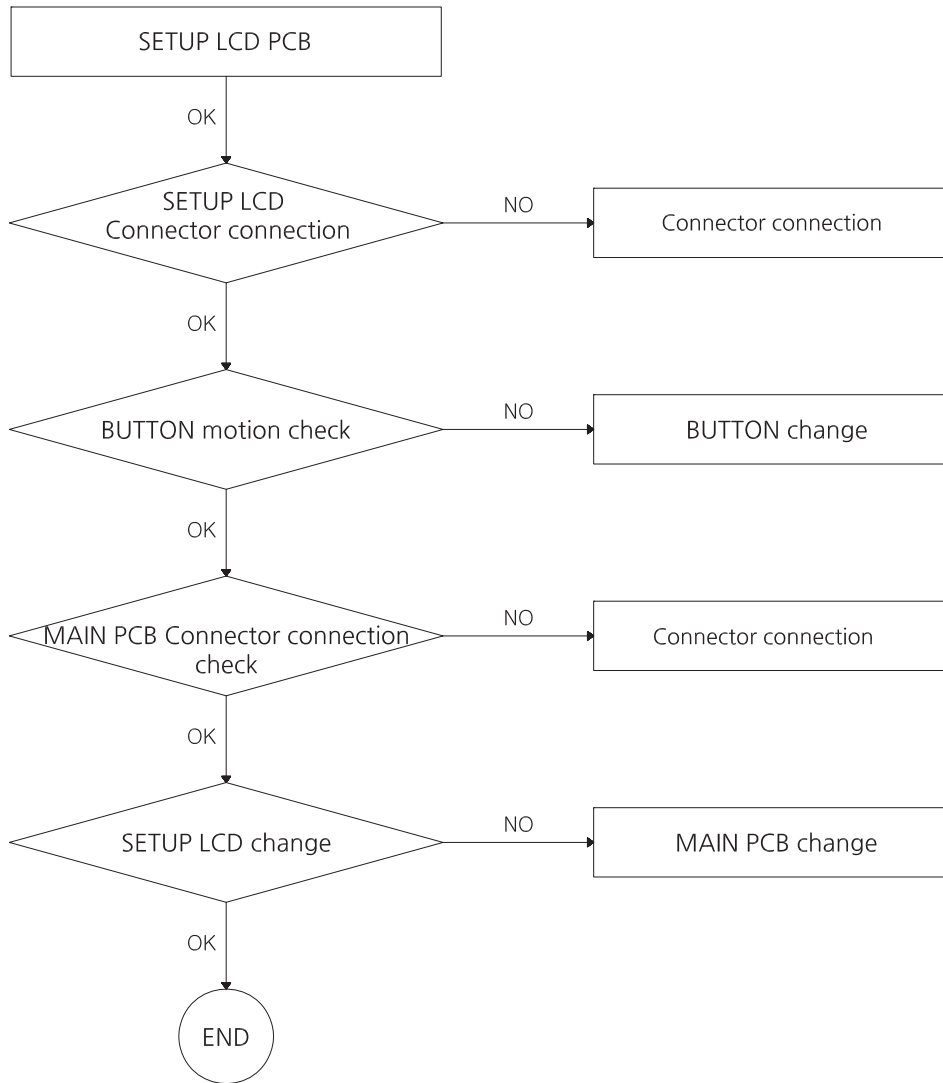 SETUP LCD PCB
OK
SETUP LCD
Connector connection
NO
Connector connection
OK
BUTTON motion check
NO
BUTTON change
OK
MAIN PCB Connector connection
check
NO
Connector connection
OK
SETUP LCD change
NO
MAIN PCB change
OK
END